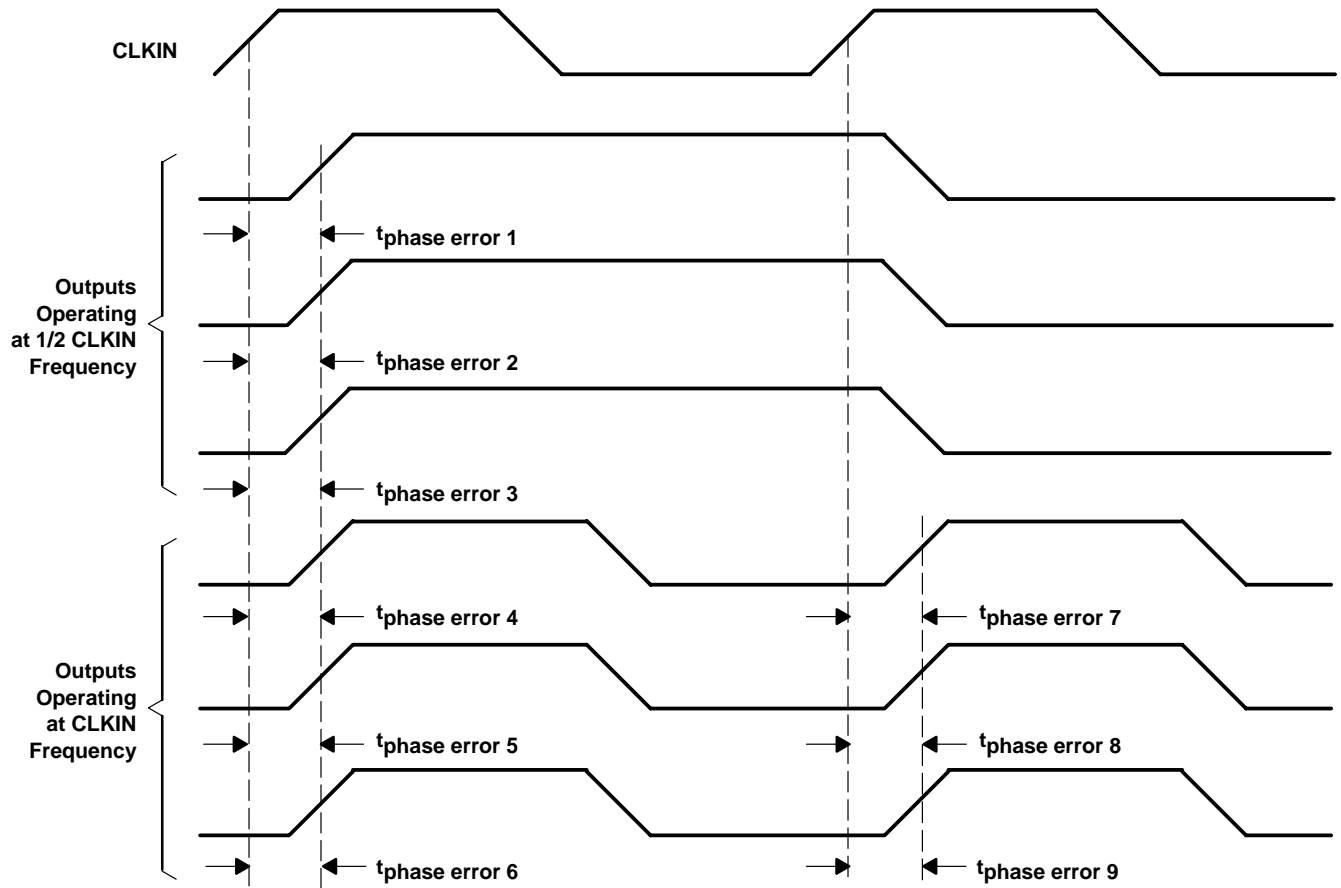 CLKIN
tphase error 1
Outputs
Operating
at 1/2 CLKIN
Frequency
tphase error 2
tphase error 3
tphase error 4
tphase error 7
Outputs
Operating
at CLKIN
Frequency
tphase error 5
tphase error 8
tphase error 6
tphase error 9